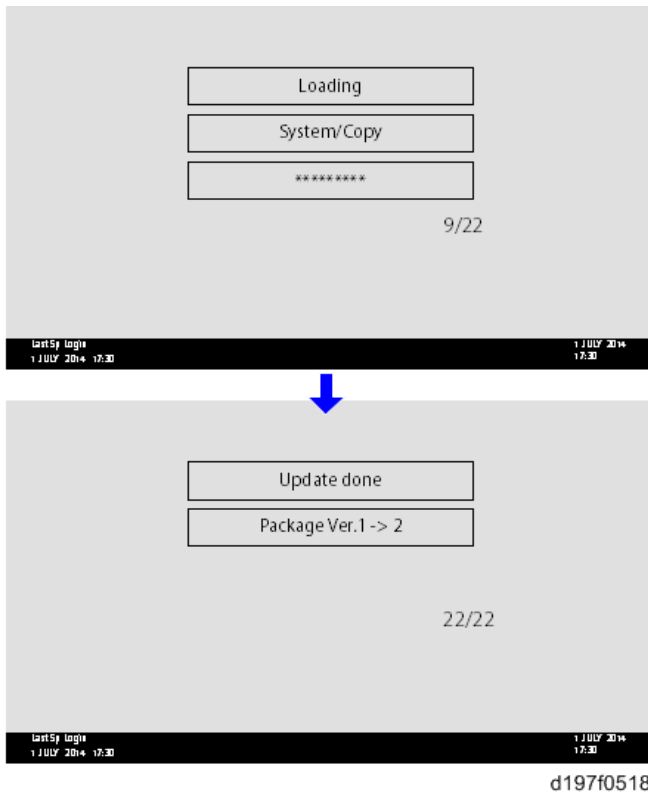 Loading
System/Copy
*********
9/22
Last Sp Login
1 JULY 2014 17:30
1 JULY 2014
17:30
Update done
Package Ver.1 -> 2
22/22
Last Sp Login
1 JULY 2014 17:30
1 JULY 2014
17:30
d197f0518